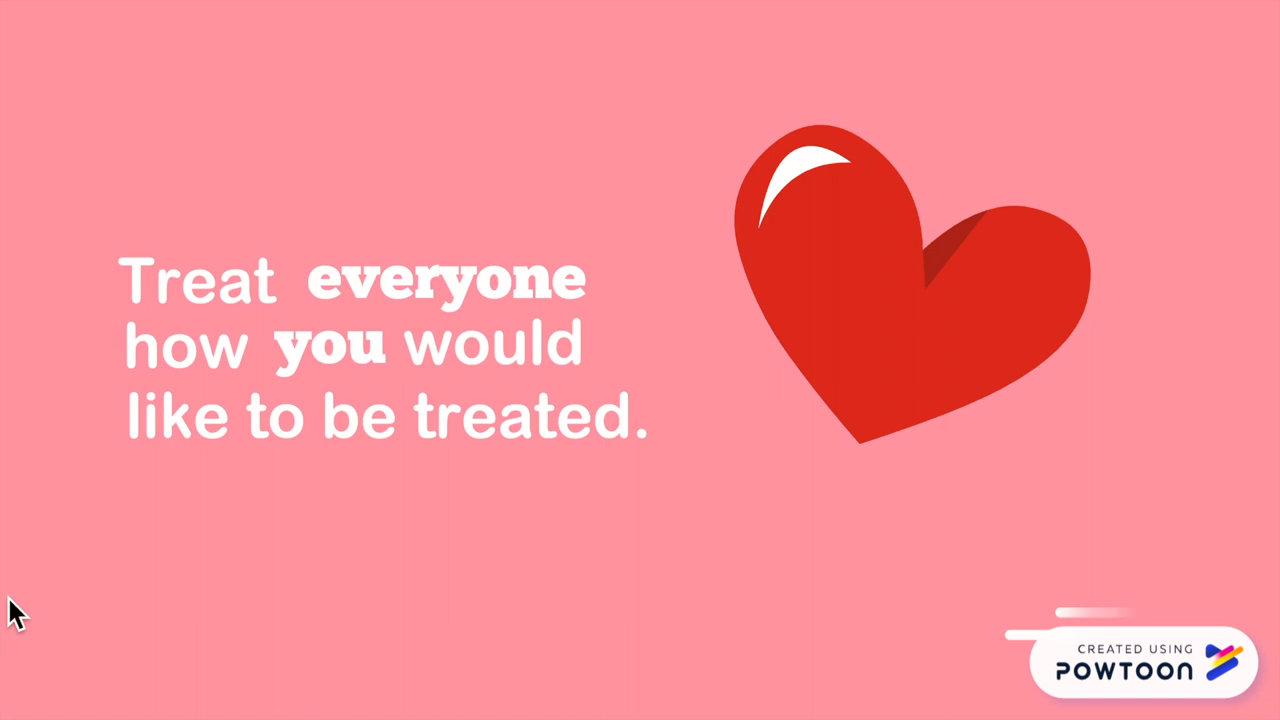 Treat everyone
how you would
like to be treated.
CREATED USING
POWTOON